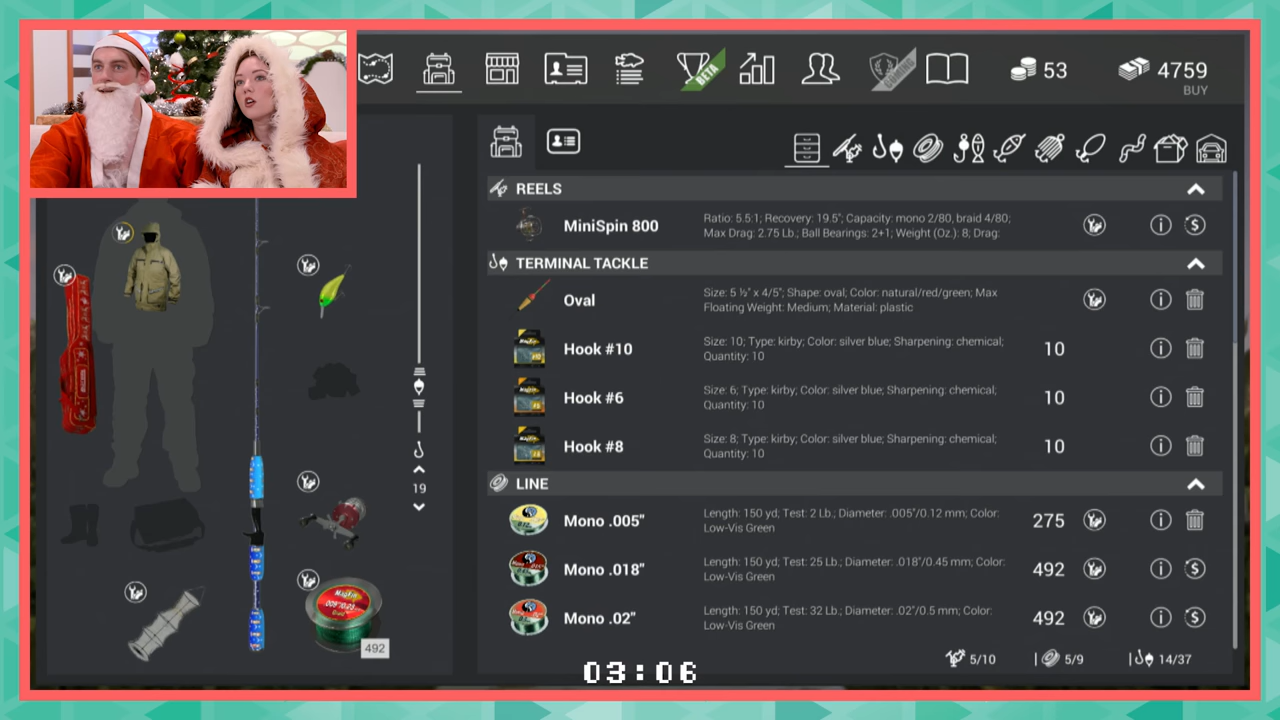 BETA
53
4759
BUY
REELS
MiniSpin 800
Ratio: 5.5:1; Recovery: 19.5"; Capacity: mono 2/80, braid 4/80;
Max Drag: 2.75 Lb.; Ball Bearings: 2+1; Weight (Oz.): 8; Drag:
TERMINAL TACKLE
Oval
Size: 5 ½" x 4/5"; Shape: oval; Color: natural/red/green; Max
Floating Weight: Medium; Material: plastic
Hook #10
Size: 10; Type: kirby; Color: silver blue; Sharpening: chemical;
Quantity: 10
10
Hook #6
Size: 6; Type: kirby; Color: silver blue; Sharpening: chemical;
Quantity: 10
10
Hook #8
Size: 8; Type: kirby; Color: silver blue; Sharpening: chemical;
Quantity: 10
10
19
LINE
Mono .005"
Length: 150 yd; Test: 2 Lb.; Diameter: .005"/0.12 mm; Color:
Low-Vis Green
275
Mono .018"
Length: 150 yd; Test: 25 Lb.; Diameter: .018"/0.45 mm; Color:
Low-Vis Green
492
Mono .02"
Length: 150 yd; Test: 32 Lb.; Diameter: .02"/0.5 mm; Color:
Low-Vis Green
492
492
5/10
5/9
14/37
03:06